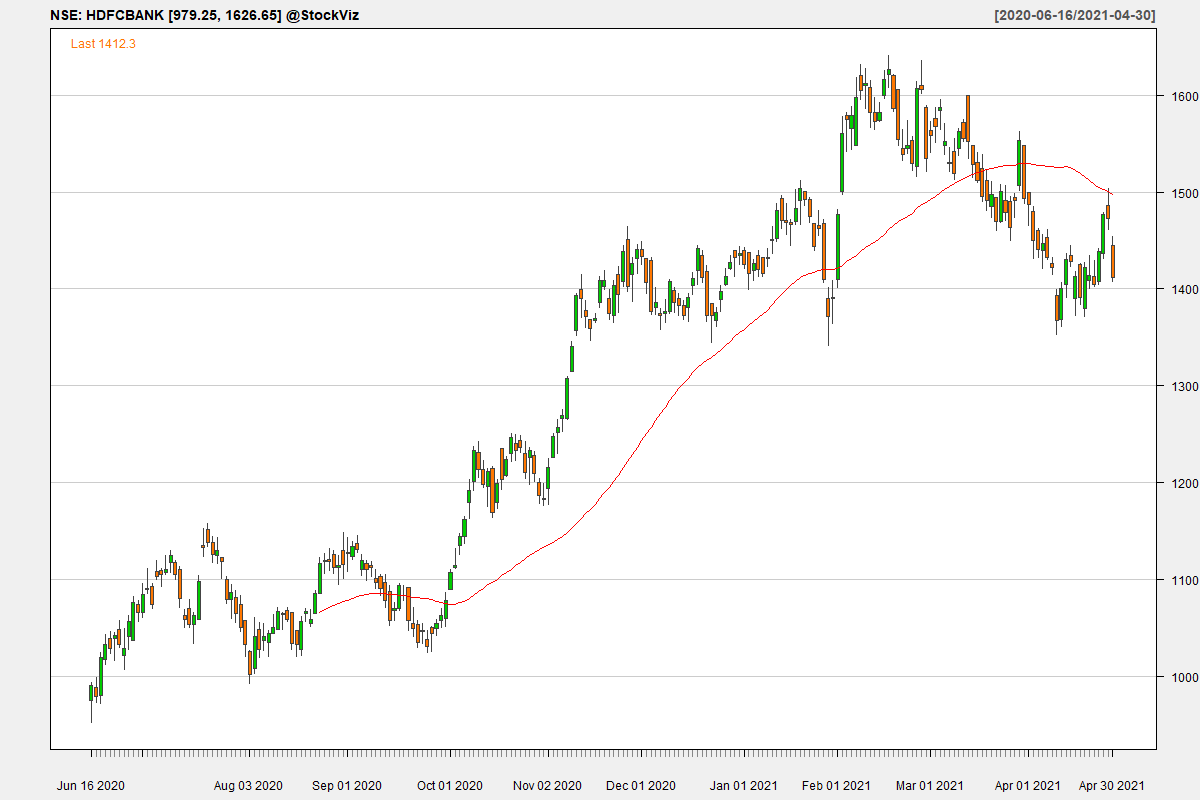 NSE: HDFCBANK [979.25, 1626.65] @StockViz
[2020-06-16/2021-04-30]
Last 1412.3
1600
1500
1400
1300
1200
1100
1000
Jun 16 2020 Aug 03 2020 Sep 01 2020 Oct 01 2020 Nov 02 2020 Dec 01 2020 Jan 01 2021 Feb 01 2021 Mar 01 2021 Apr 01 2021 Apr 30 2021